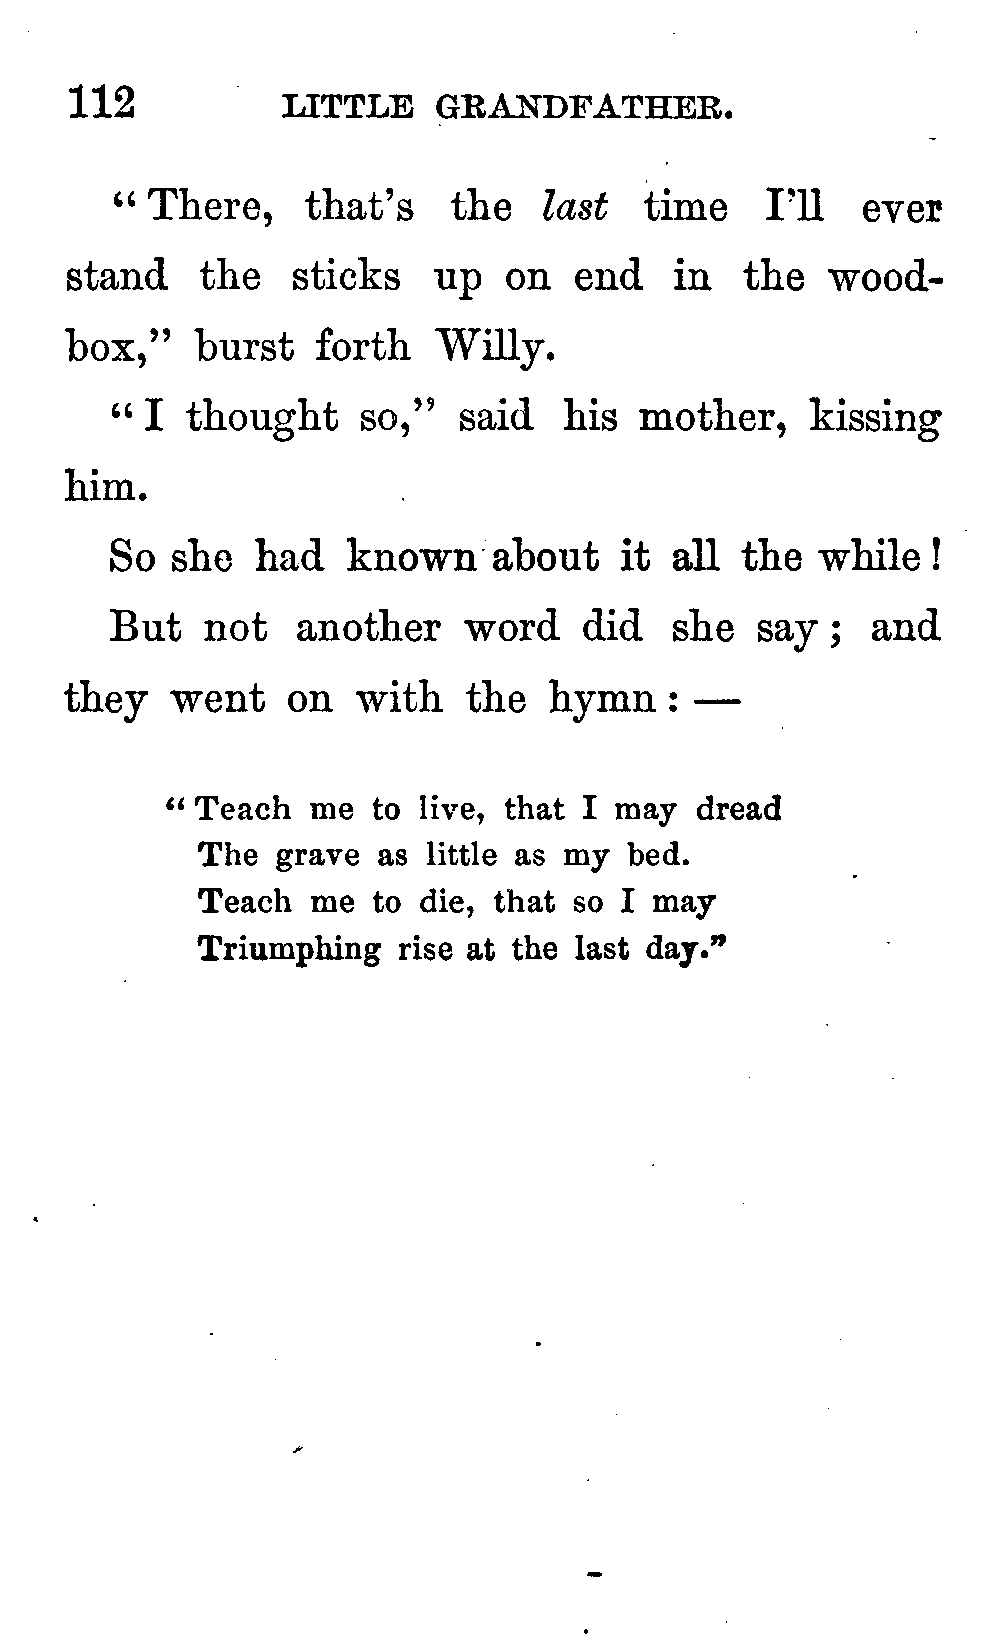 112 LITTLE GRANDFATHER.
“There, that’s the last time I’ll ever
stand the sticks up on end in the wood-
box,” burst forth Willy.
“I thought so,” said his mother, kissing
him.
So she had known about it all the while!
But not another word did she say; and
they went on with the hymn:—
“Teach me to live, that I may dread
The grave as little as my bed.
Teach me to die, that so I may
Triumphing rise at the last day.”